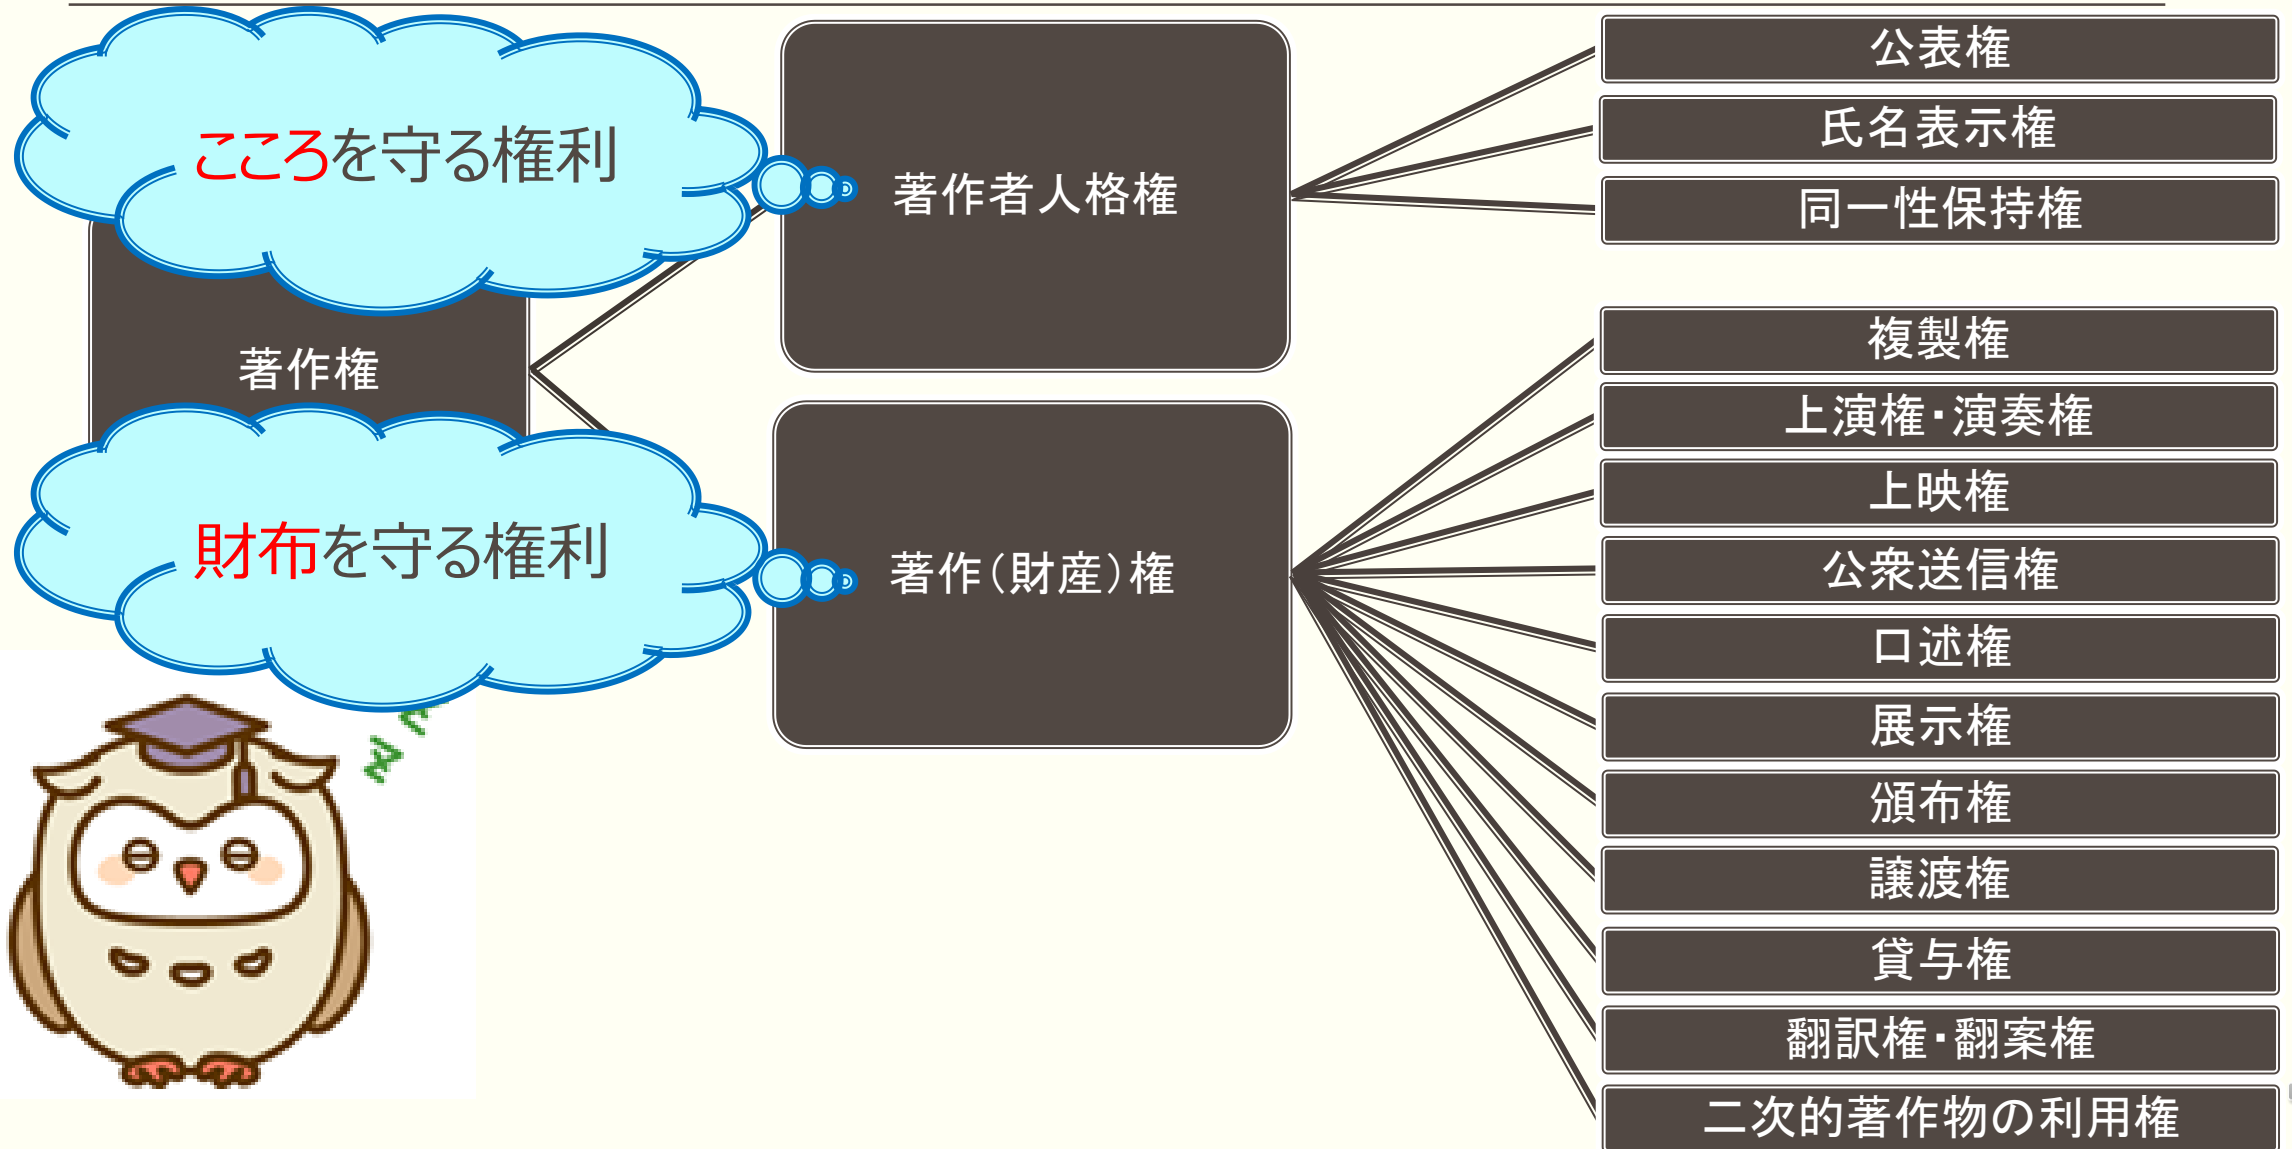 こころを守る権利
著作権
財布を守る権利
著作者人格権
著作(財産)権
公表権
氏名表示権
同一性保持権
複製権
上演権・演奏権
上映権
公衆送信権
口述権
展示権
頒布権
譲渡権
貸与権
翻訳権・翻案権
二次的著作物の利用権